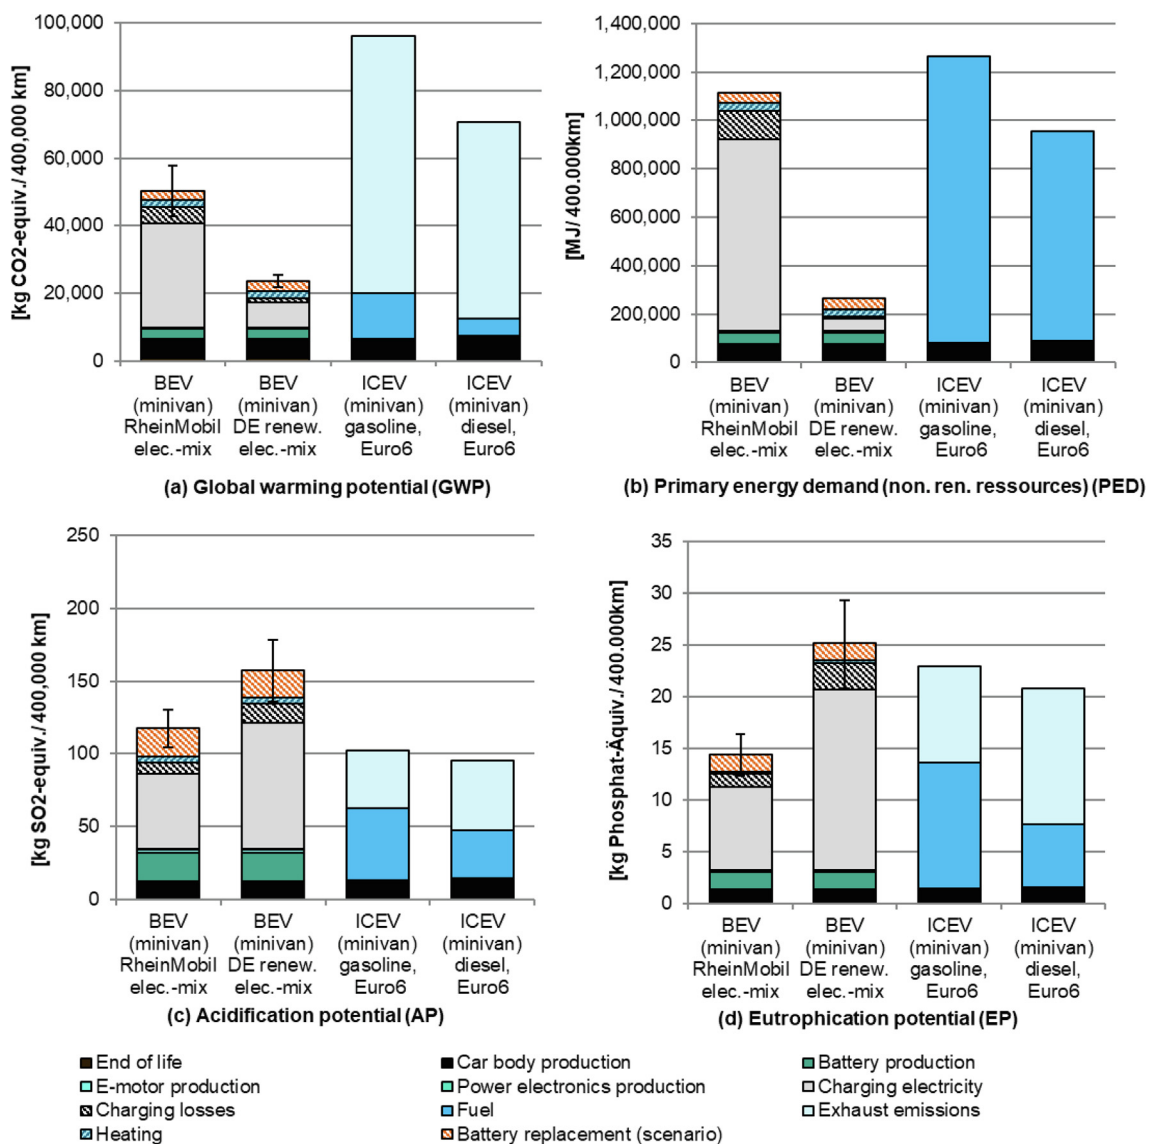 [kg CO2-equiv./ 400,000 km]
100,000
80,000
60,000
40,000
20,000
0
BEV
(minivan)
RheinMobil
elec.-mix
BEV
(minivan)
DE renew.
elec.-mix
ICEV
(minivan)
gasoline,
Euro6
ICEV
(minivan)
diesel,
Euro6
(a) Global warming potential (GWP)
[MJ/ 400.000km]
1,400,000
1,200,000
1,000,000
800,000
600,000
400,000
200,000
0
BEV
(minivan)
RheinMobil
elec.-mix
BEV
(minivan)
DE renew.
elec.-mix
ICEV
(minivan)
gasoline,
Euro6
ICEV
(minivan)
diesel,
Euro6
(b) Primary energy demand (non. ren. ressources) (PED)
[kg SO2-equiv./ 400,000 km]
250
200
150
100
50
0
BEV
(minivan)
RheinMobil
elec.-mix
BEV
(minivan)
DE renew.
elec.-mix
ICEV
(minivan)
gasoline,
Euro6
ICEV
(minivan)
diesel,
Euro6
(c) Acidification potential (AP)
[kg Phosphat-Äquiv./ 400.000km]
35
30
25
20
15
10
5
0
BEV
(minivan)
RheinMobil
elec.-mix
BEV
(minivan)
DE renew.
elec.-mix
ICEV
(minivan)
gasoline,
Euro6
ICEV
(minivan)
diesel,
Euro6
(d) Eutrophication potential (EP)
End of life
Car body production
Battery production
E-motor production
Power electronics production
Charging electricity
Charging losses
Fuel
Exhaust emissions
Heating
Battery replacement (scenario)